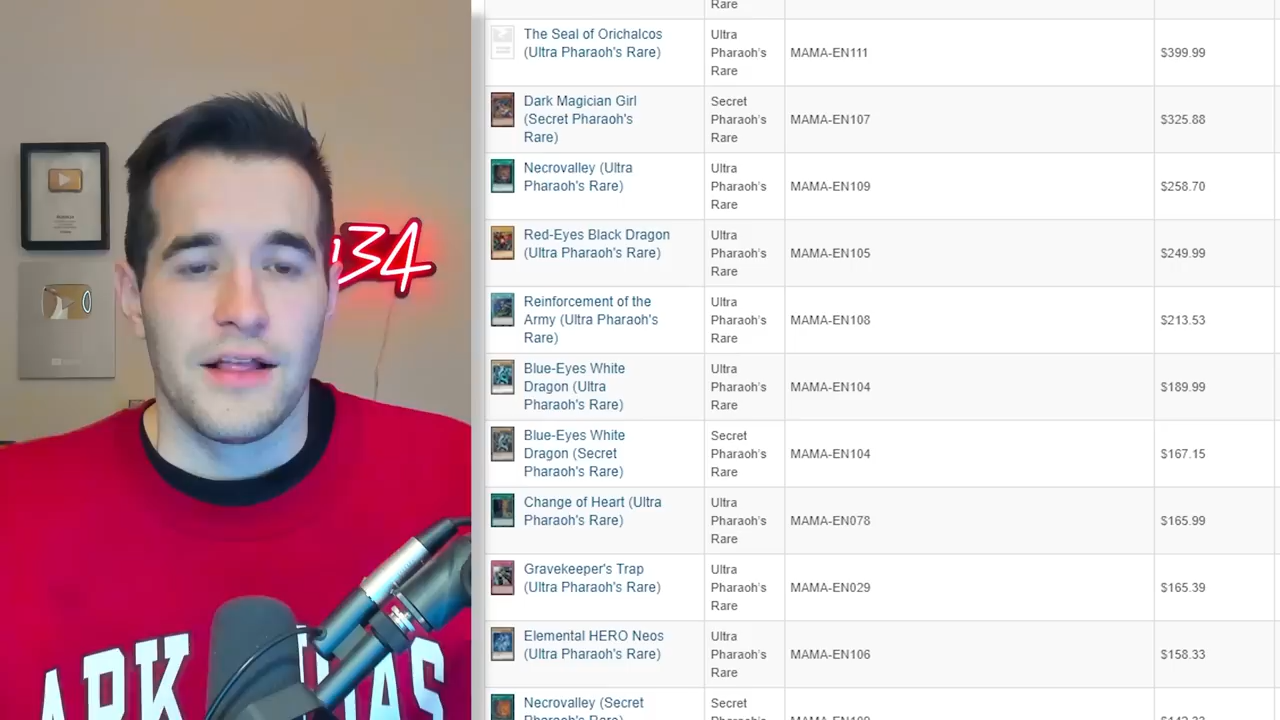 Rare
The Seal of Orichalcos
(Ultra Pharaoh's Rare)
Ultra
Pharaoh's
Rare
MAMA-EN111
$399.99
Dark Magician Girl
(Secret Pharaoh's
Rare)
Secret
Pharaoh's
Rare
MAMA-EN107
$325.88
Necrovalley (Ultra
Pharaoh's Rare)
Ultra
Pharaoh's
Rare
MAMA-EN109
$258.70
Red-Eyes Black Dragon
(Ultra Pharaoh's Rare)
Ultra
Pharaoh's
Rare
MAMA-EN105
$249.99
Reinforcement of the
Army (Ultra Pharaoh's
Rare)
Ultra
Pharaoh's
Rare
MAMA-EN108
$213.53
Blue-Eyes White
Dragon (Ultra
Pharaoh's Rare)
Ultra
Pharaoh's
Rare
MAMA-EN104
$189.99
Blue-Eyes White
Dragon (Secret
Pharaoh's Rare)
Secret
Pharaoh's
Rare
MAMA-EN104
$167.15
Change of Heart (Ultra
Pharaoh's Rare)
Ultra
Pharaoh's
Rare
MAMA-EN078
$165.99
Gravekeeper's Trap
(Ultra Pharaoh's Rare)
Ultra
Pharaoh's
Rare
MAMA-EN029
$165.39
Elemental HERO Neos
(Ultra Pharaoh's Rare)
Ultra
Pharaoh's
Rare
MAMA-EN106
$158.33
Necrovalley (Secret
Pharaoh's Rare)
Secret
Pharaoh's
134
ARK AS